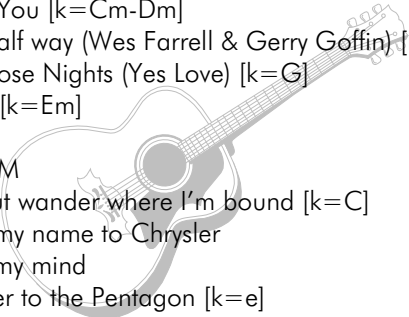 You [k=Cm-Dm]
alf way (Wes Farrell & Gerry Goffin) [
ose Nights (Yes Love) [k=G]
[k=Em]
M
ut wander where I’m bound [k=C]
my name to Chrysler
my mind
er to the Pentagon [k=e]